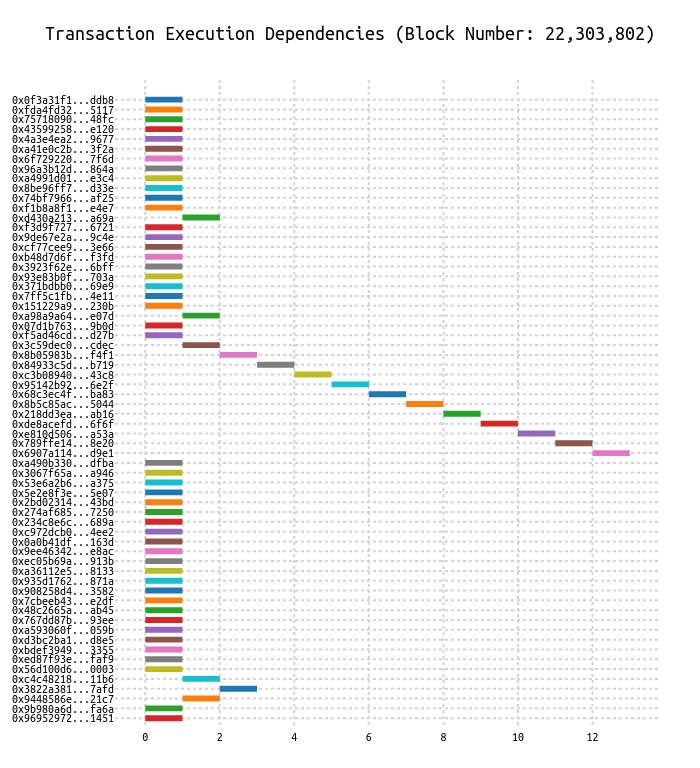 Transaction Execution Dependencies (Block Number: 22,303,802)
0x0f3a31f1...ddb8
0xfda4fd32...5117
0x75718090...48fc
0x43599258...e120
0x4a3e4ea2...9677
0xa41e0c2b...3f2a
0x6f729220...7f6d
0x96a3b12d...864a
0xa4991d01...e3c4
0x8be96ff7...d33e
0x74bf7966...af25
0xf1b8a8f1...e4e7
0xd430a213...a69a
0xf3d9f727...6721
0x9de67e2a...9c4e
0xcf77cee9...3e66
0xb48d7d6f...f3fd
0x3923f62e...6bff
0x93e83b0f...703a
0x371bdbb0...69e9
0x7ff5c1fb...4e11
0x151229a9...230b
0xa98a9a64...e07d
0x07d1b763...9b0d
0xf5ad46cd...d27b
0x3c59dec0...cdec
0x8b05983b...f4f1
0x84933c5d...b719
0xc3b08940...43c8
0x95142b92...6e2f
0x68c3ec4f...ba83
0x8b5c85ac...5044
0x218dd3ea...ab16
0xde8acefd...6f6f
0xe810d506...a53a
0x789ffe14...8e20
0x6907a114...d9e1
0xa490b330...dfba
0x3067f65a...a946
0x53e6a2b6...a375
0x5e2e8f3e...5e07
0x2bd02314...43bd
0x274af685...7250
0x234c8e6c...689a
0xc972dcb0...4ee2
0x0a0b41df...163d
0x9ee46342...e8ac
0xec05b69a...913b
0xa36112e5...8133
0x935d1762...871a
0x908258d4...3582
0x7cbeeb43...e2df
0x48c2665a...ab45
0x767dd87b...93ee
0xa593060f...059b
0xd3bc2ba1...d8e5
0xbdef3949...3355
0xed87f93e...faf9
0x56d100d6...0003
0xc4c48218...11b6
0x3822a381...7afd
0x9448586e...21c7
0x9b980a6d...fa6a
0x96952972...1451
0 2 4 6 8 10 12